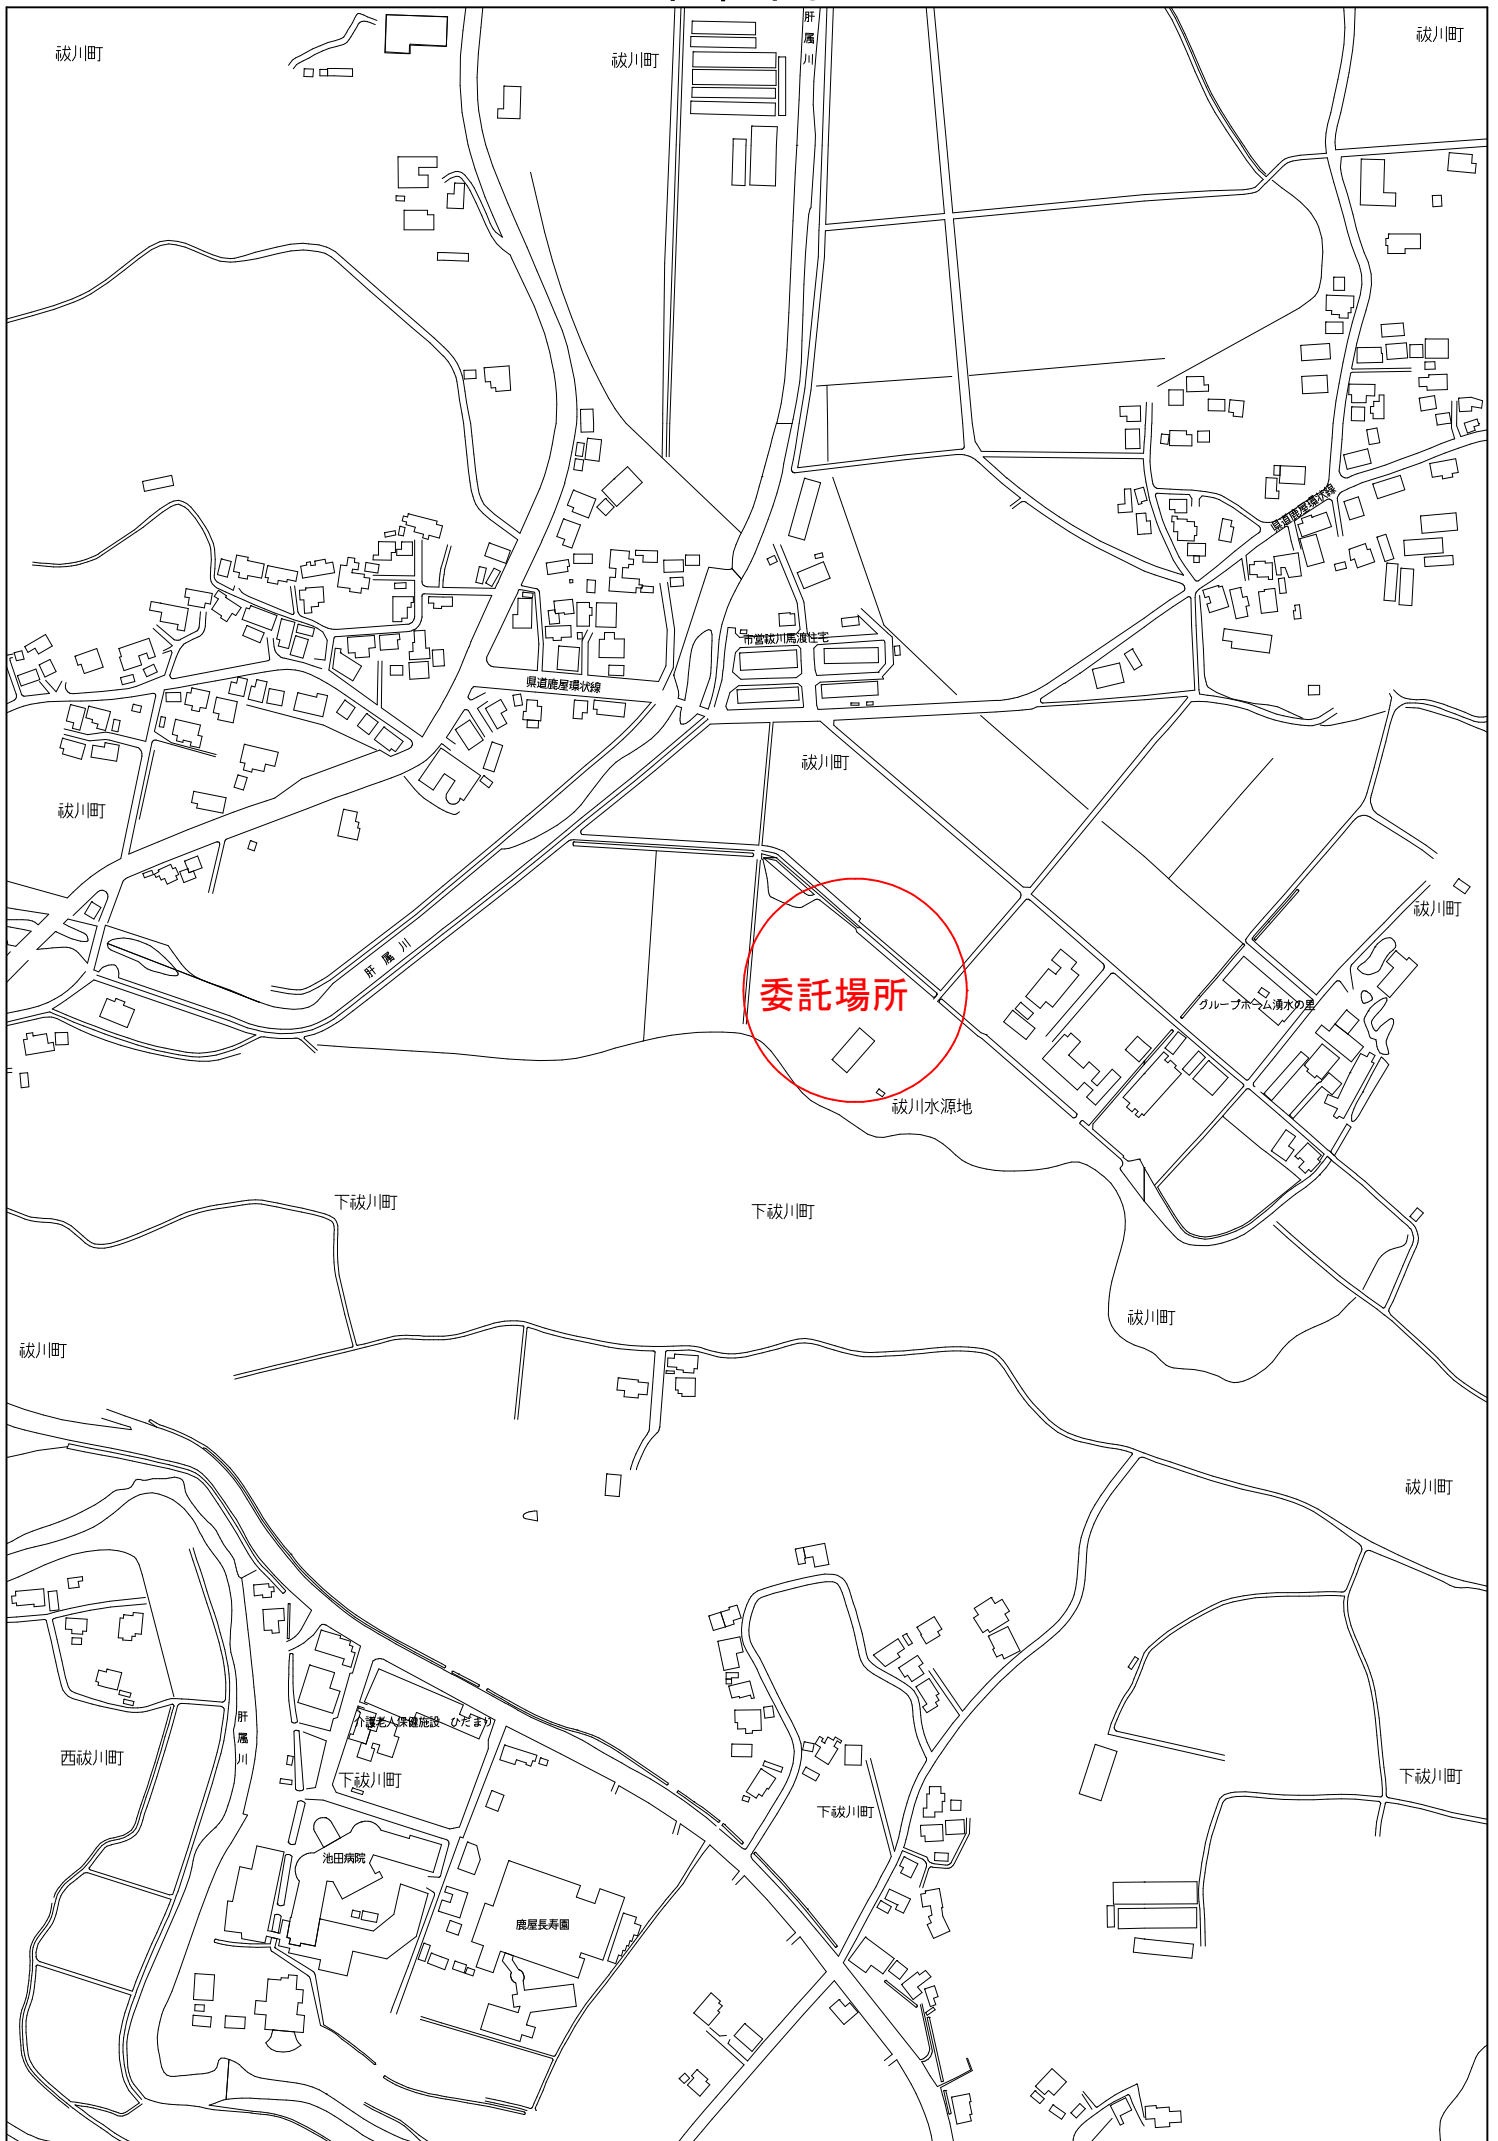 肝属川
祓川町
祓川町
祓川町
県道鹿屋環状線
市営祓川馬渡住宅
県道鹿屋環状線
祓川町
祓川町
祓川町
肝属川
委託場所
グループホーム湧水の里
祓川水源地
下祓川町
下祓川町
祓川町
祓川町
祓川町
肝属川
介護老人保健施設 ひだまり
西祓川町
下祓川町
下祓川町
下祓川町
池田病院
鹿屋長寿園